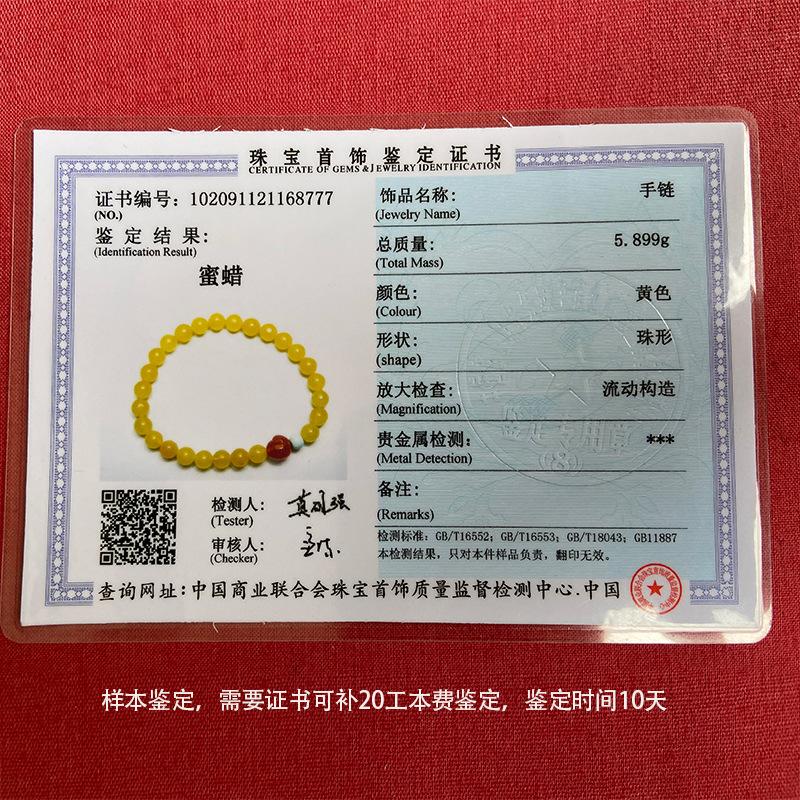 珠宝首饰鉴定证书
CERTIFICATE OF GEMS &JEWELRY IDENTIFICATION
证书编号: 102091121168777
(NO.)
鉴定结果:
(Identification Result)
蜜蜡
检测人:
(Tester)
审核人:
(Checker)
饰品名称: 手链
(Jewelry Name)
总质量: 5.899g
(Total Mass)
颜色: 黄色
(Colour)
形状: 珠形
(shape)
放大检查: 流动构造
(Magnification)
贵金属检测: ***
(Metal Detection)
备注:
(Remarks)
检测标准: GB/T16552; GB/T16553; GB/T18043; GB11887
本检测结果, 只对本件样品负责, 翻印无效。
查询网址:中国商业联合会珠宝首饰质量监督检测中心.中国
样本鉴定，需要证书可补20工本费鉴定，鉴定时间10天